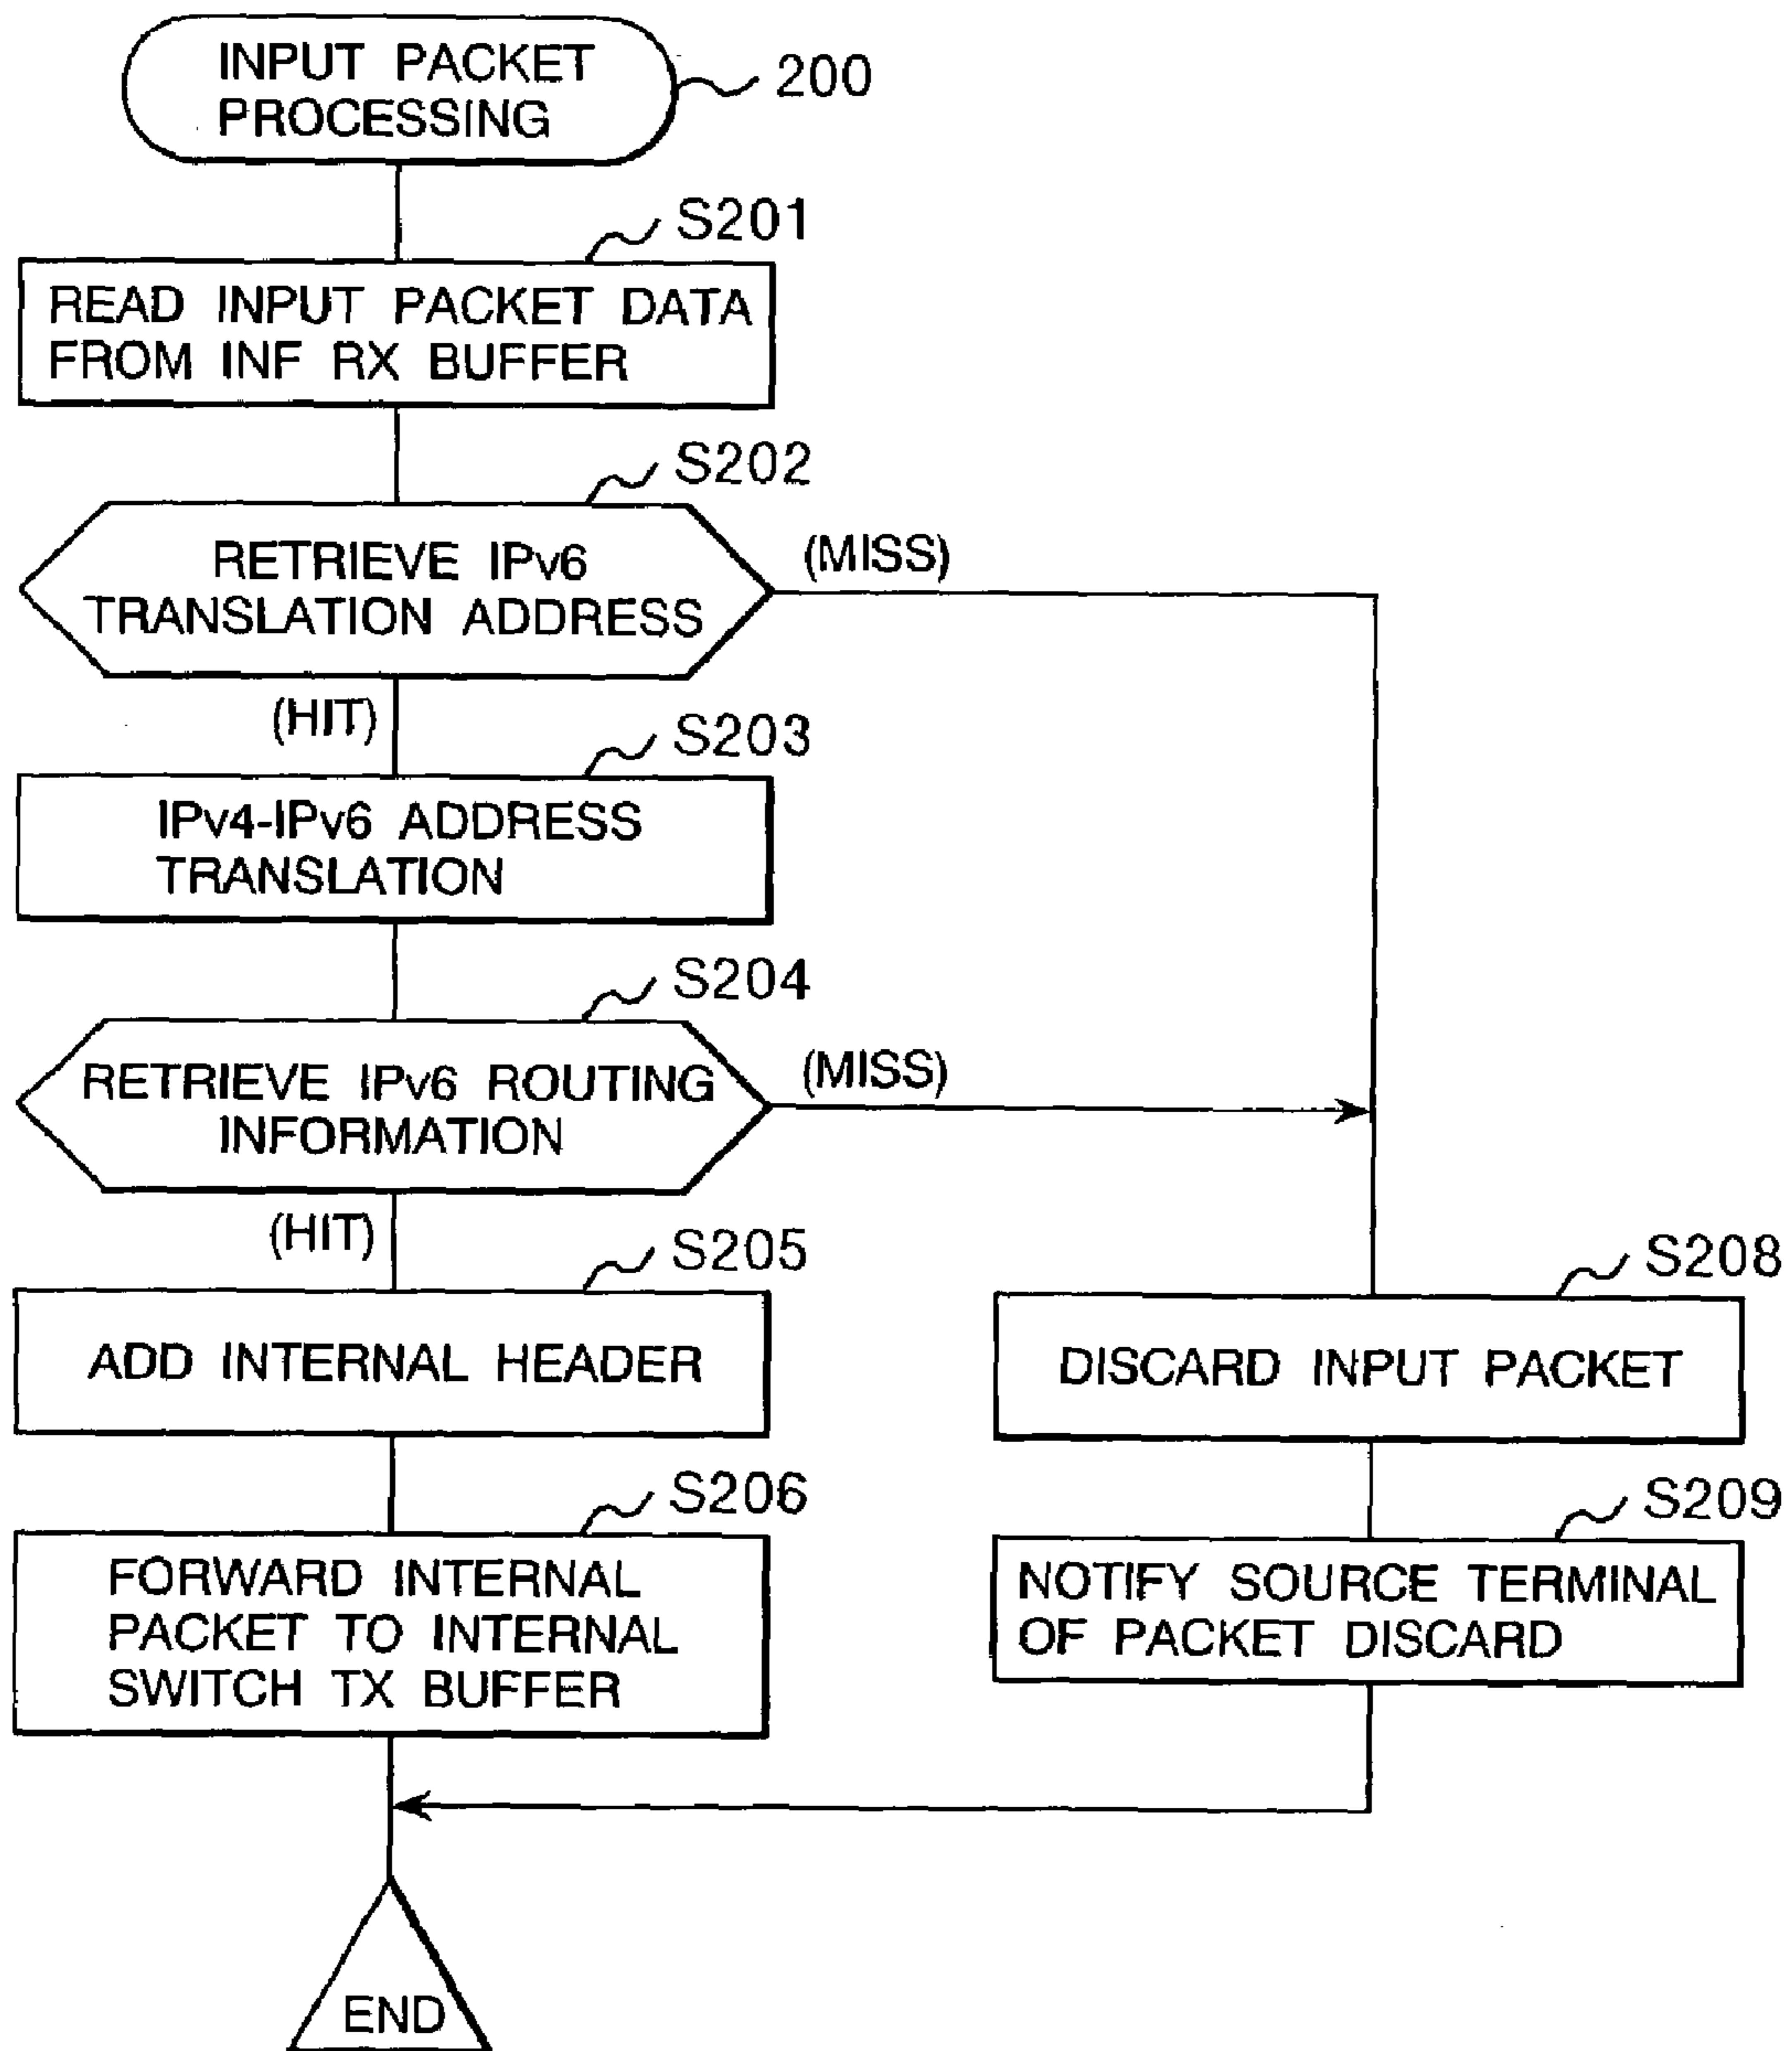 INPUT PACKET
PROCESSING
200
S201
READ INPUT PACKET DATA
FROM INF RX BUFFER
S202
RETRIEVE IPv6
TRANSLATION ADDRESS
(MISS)
(HIT)
S203
IPv4-IPv6 ADDRESS
TRANSLATION
S204
RETRIEVE IPv6 ROUTING
INFORMATION
(MISS)
(HIT)
S205
ADD INTERNAL HEADER
S208
DISCARD INPUT PACKET
S206
FORWARD INTERNAL
PACKET TO INTERNAL
SWITCH TX BUFFER
S209
NOTIFY SOURCE TERMINAL
OF PACKET DISCARD
END